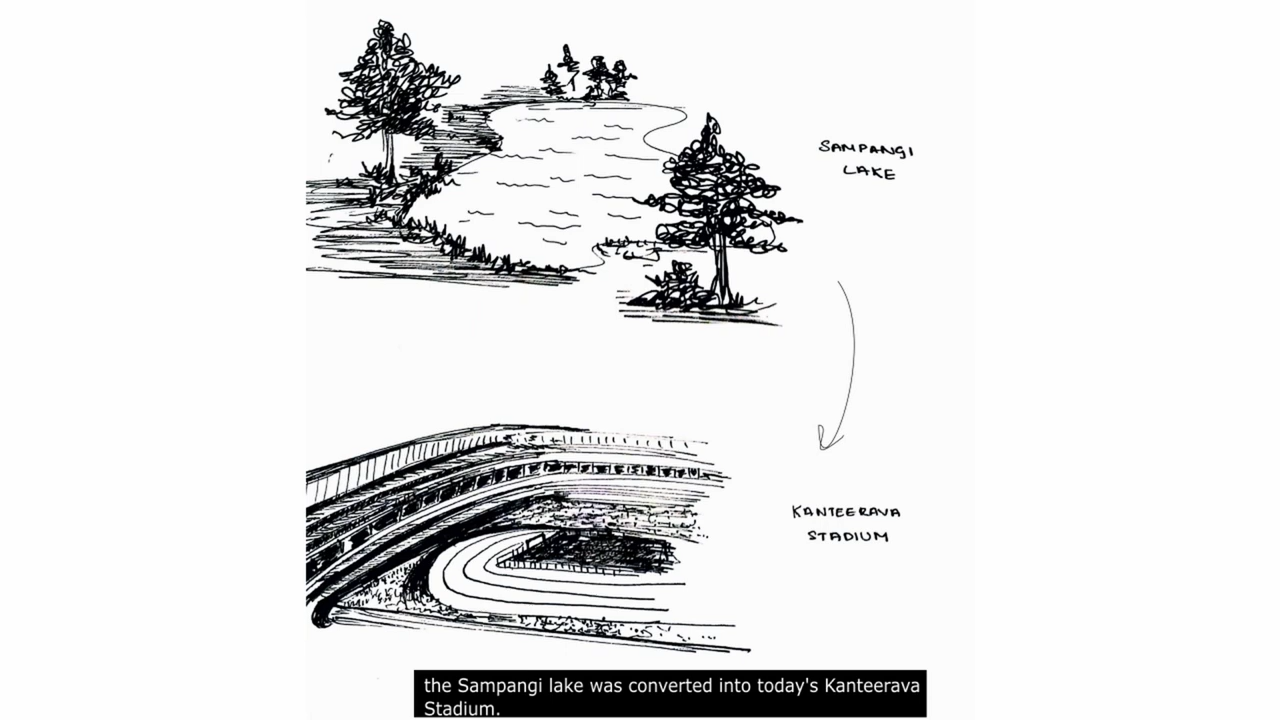 SAMPANGI
LAKE
KANTEERAVA
STADIUM
the Sampangi lake was converted into today's Kanteerava
Stadium.